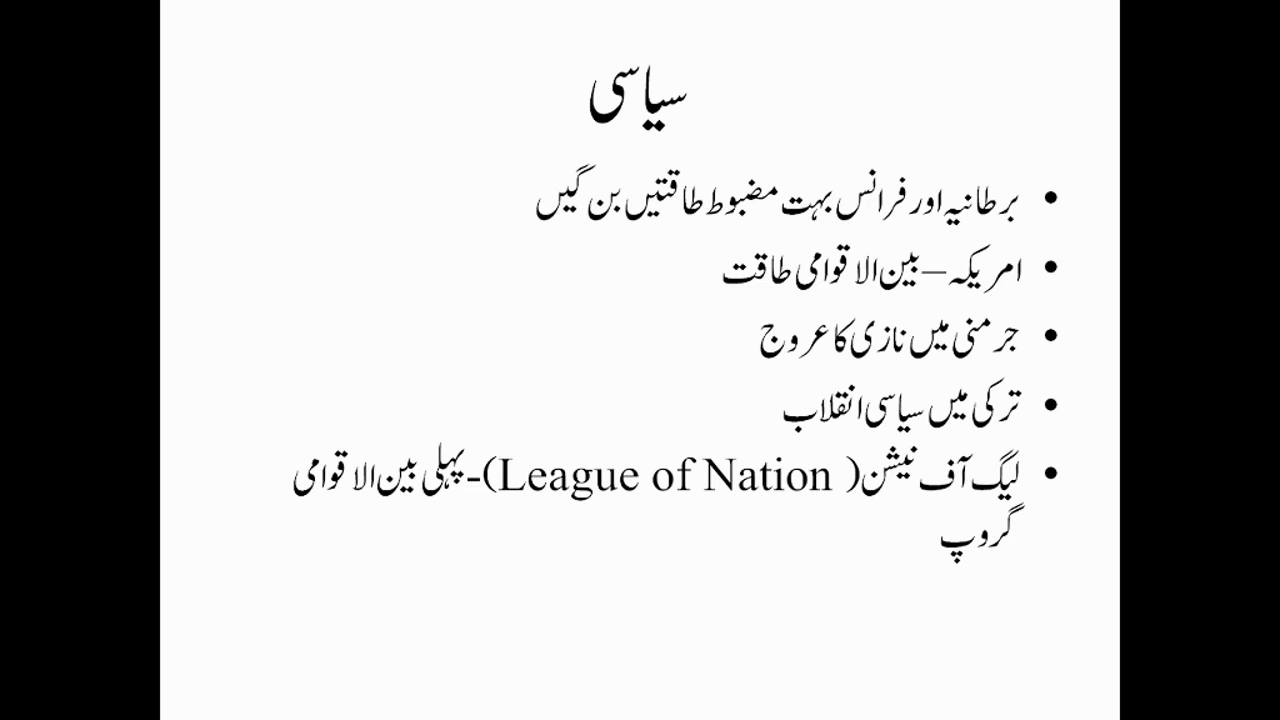 سیاسی
• برطانیہ اور فرانس بہت مضبوط طاقتیں بن گیں
• امریکہ – بین الاقوامی طاقت
• جرمنی میں نازی کا عروج
• ترکی میں سیاسی انقلاب
• لیگ آف نیشن( League of Nation)-پہلی بین الاقوامی
گروپ